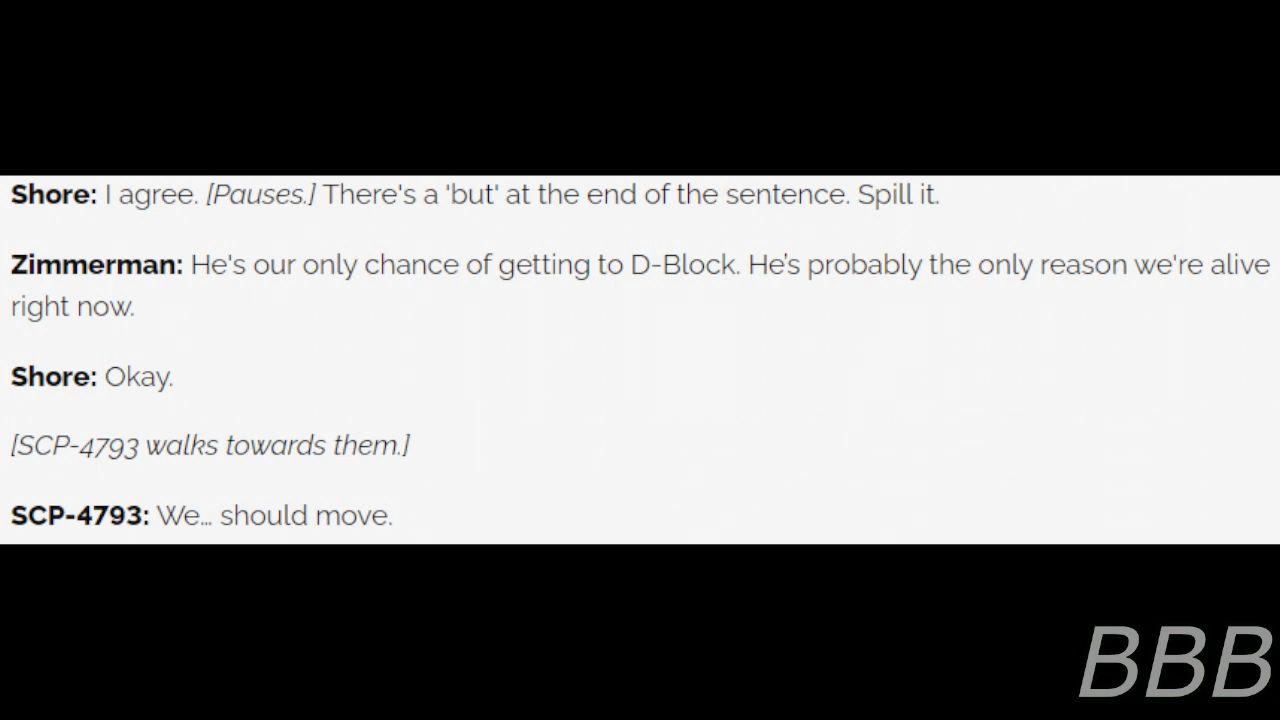 Shore: I agree. [Pauses.] There's a 'but' at the end of the sentence. Spill it.
Zimmerman: He's our only chance of getting to D-Block. He’s probably the only reason we're alive
right now.
Shore: Okay.
[SCP-4793 walks towards them.]
SCP-4793: We… should move.
BBB